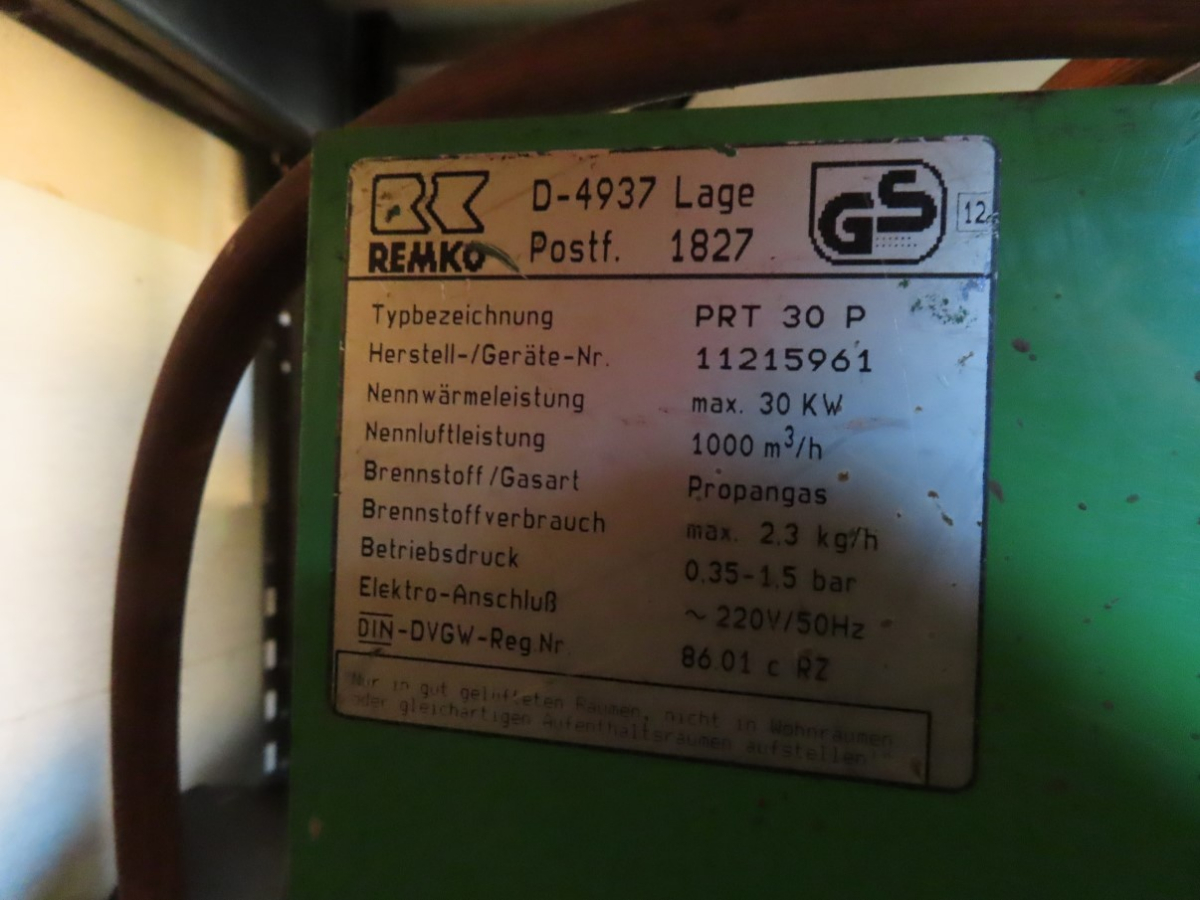 REMKO
D-4937 Lage
Postf. 1827
GS
12
Typbezeichnung PRT 30 P
Herstell-/Geräte-Nr. 11215961
Nennwärmeleistung max. 30 KW
Nennluftleistung 1000 m³/h
Brennstoff/Gasart Propangas
Brennstoffverbrauch max. 2.3 kg/h
Betriebsdruck 0,35-1,5 bar
Elektro-Anschluß ~ 220V/50Hz
DIN-DVGW-Reg.Nr. 86.01 c RZ
"Nur in gut gelüfteten Räumen, nicht in Wohnräumen
oder gleichartigen Aufenthaltsräumen aufstellen!"